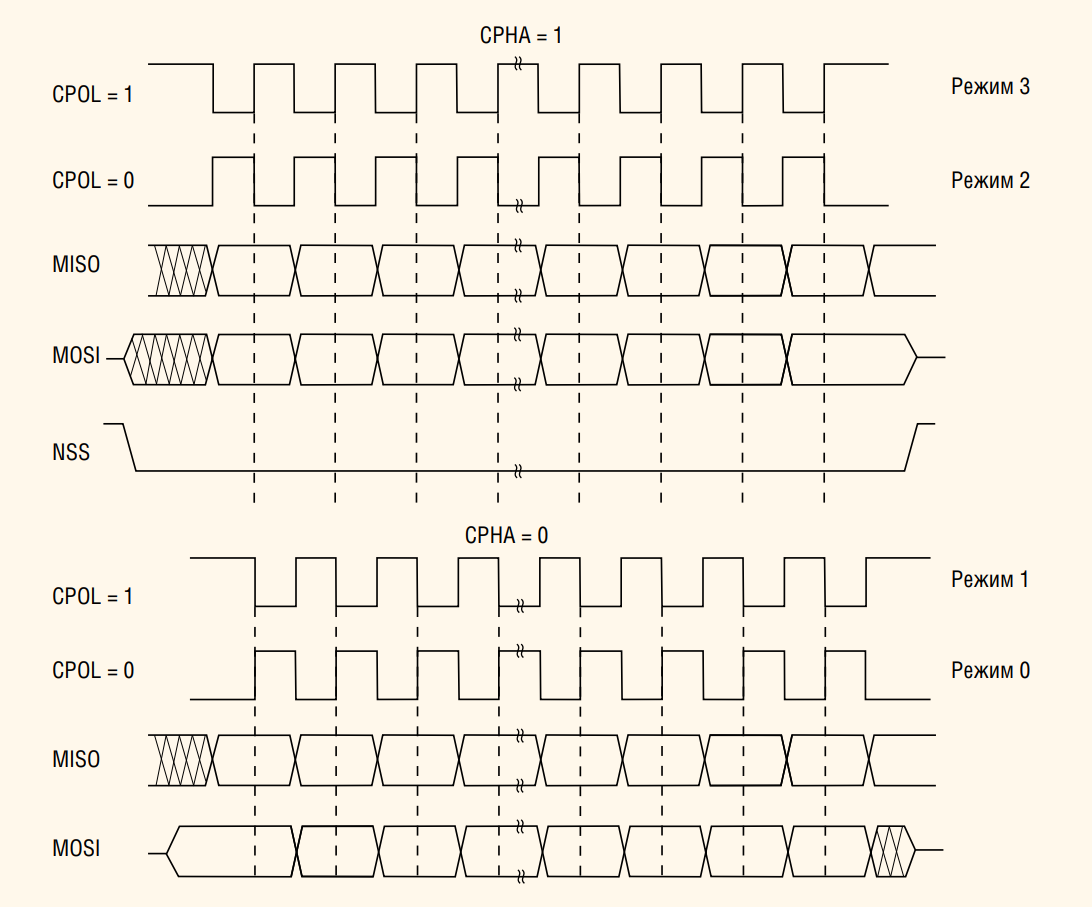 CPHA = 1
CPOL = 1
Режим 3
CPOL = 0
Режим 2
MISO
MOSI
NSS
CPHA = 0
CPOL = 1
Режим 1
CPOL = 0
Режим 0
MISO
MOSI